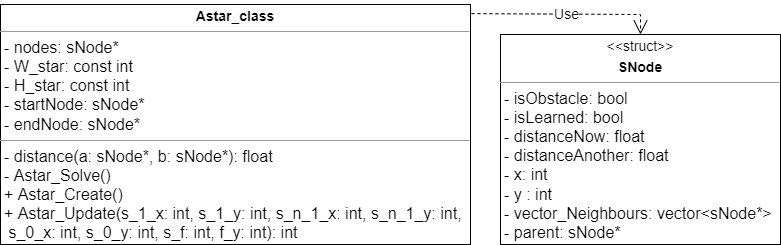 Astar_class
- nodes: sNode*
- W_star: const int
- H_star: const int
- startNode: sNode*
- endNode: sNode*
- distance(a: sNode*, b: sNode*): float
- Astar_Solve()
+ Astar_Create()
+ Astar_Update(s_1_x: int, s_1_y: int, s_n_1_x: int, s_n_1_y: int,
s_0_x: int, s_0_y: int, s_f: int, f_y: int): int
Use
<<struct>>
SNode
- isObstacle: bool
- isLearned: bool
- distanceNow: float
- distanceAnother: float
- x: int
- y : int
- vector_Neighbours: vector<sNode*>
- parent: sNode*